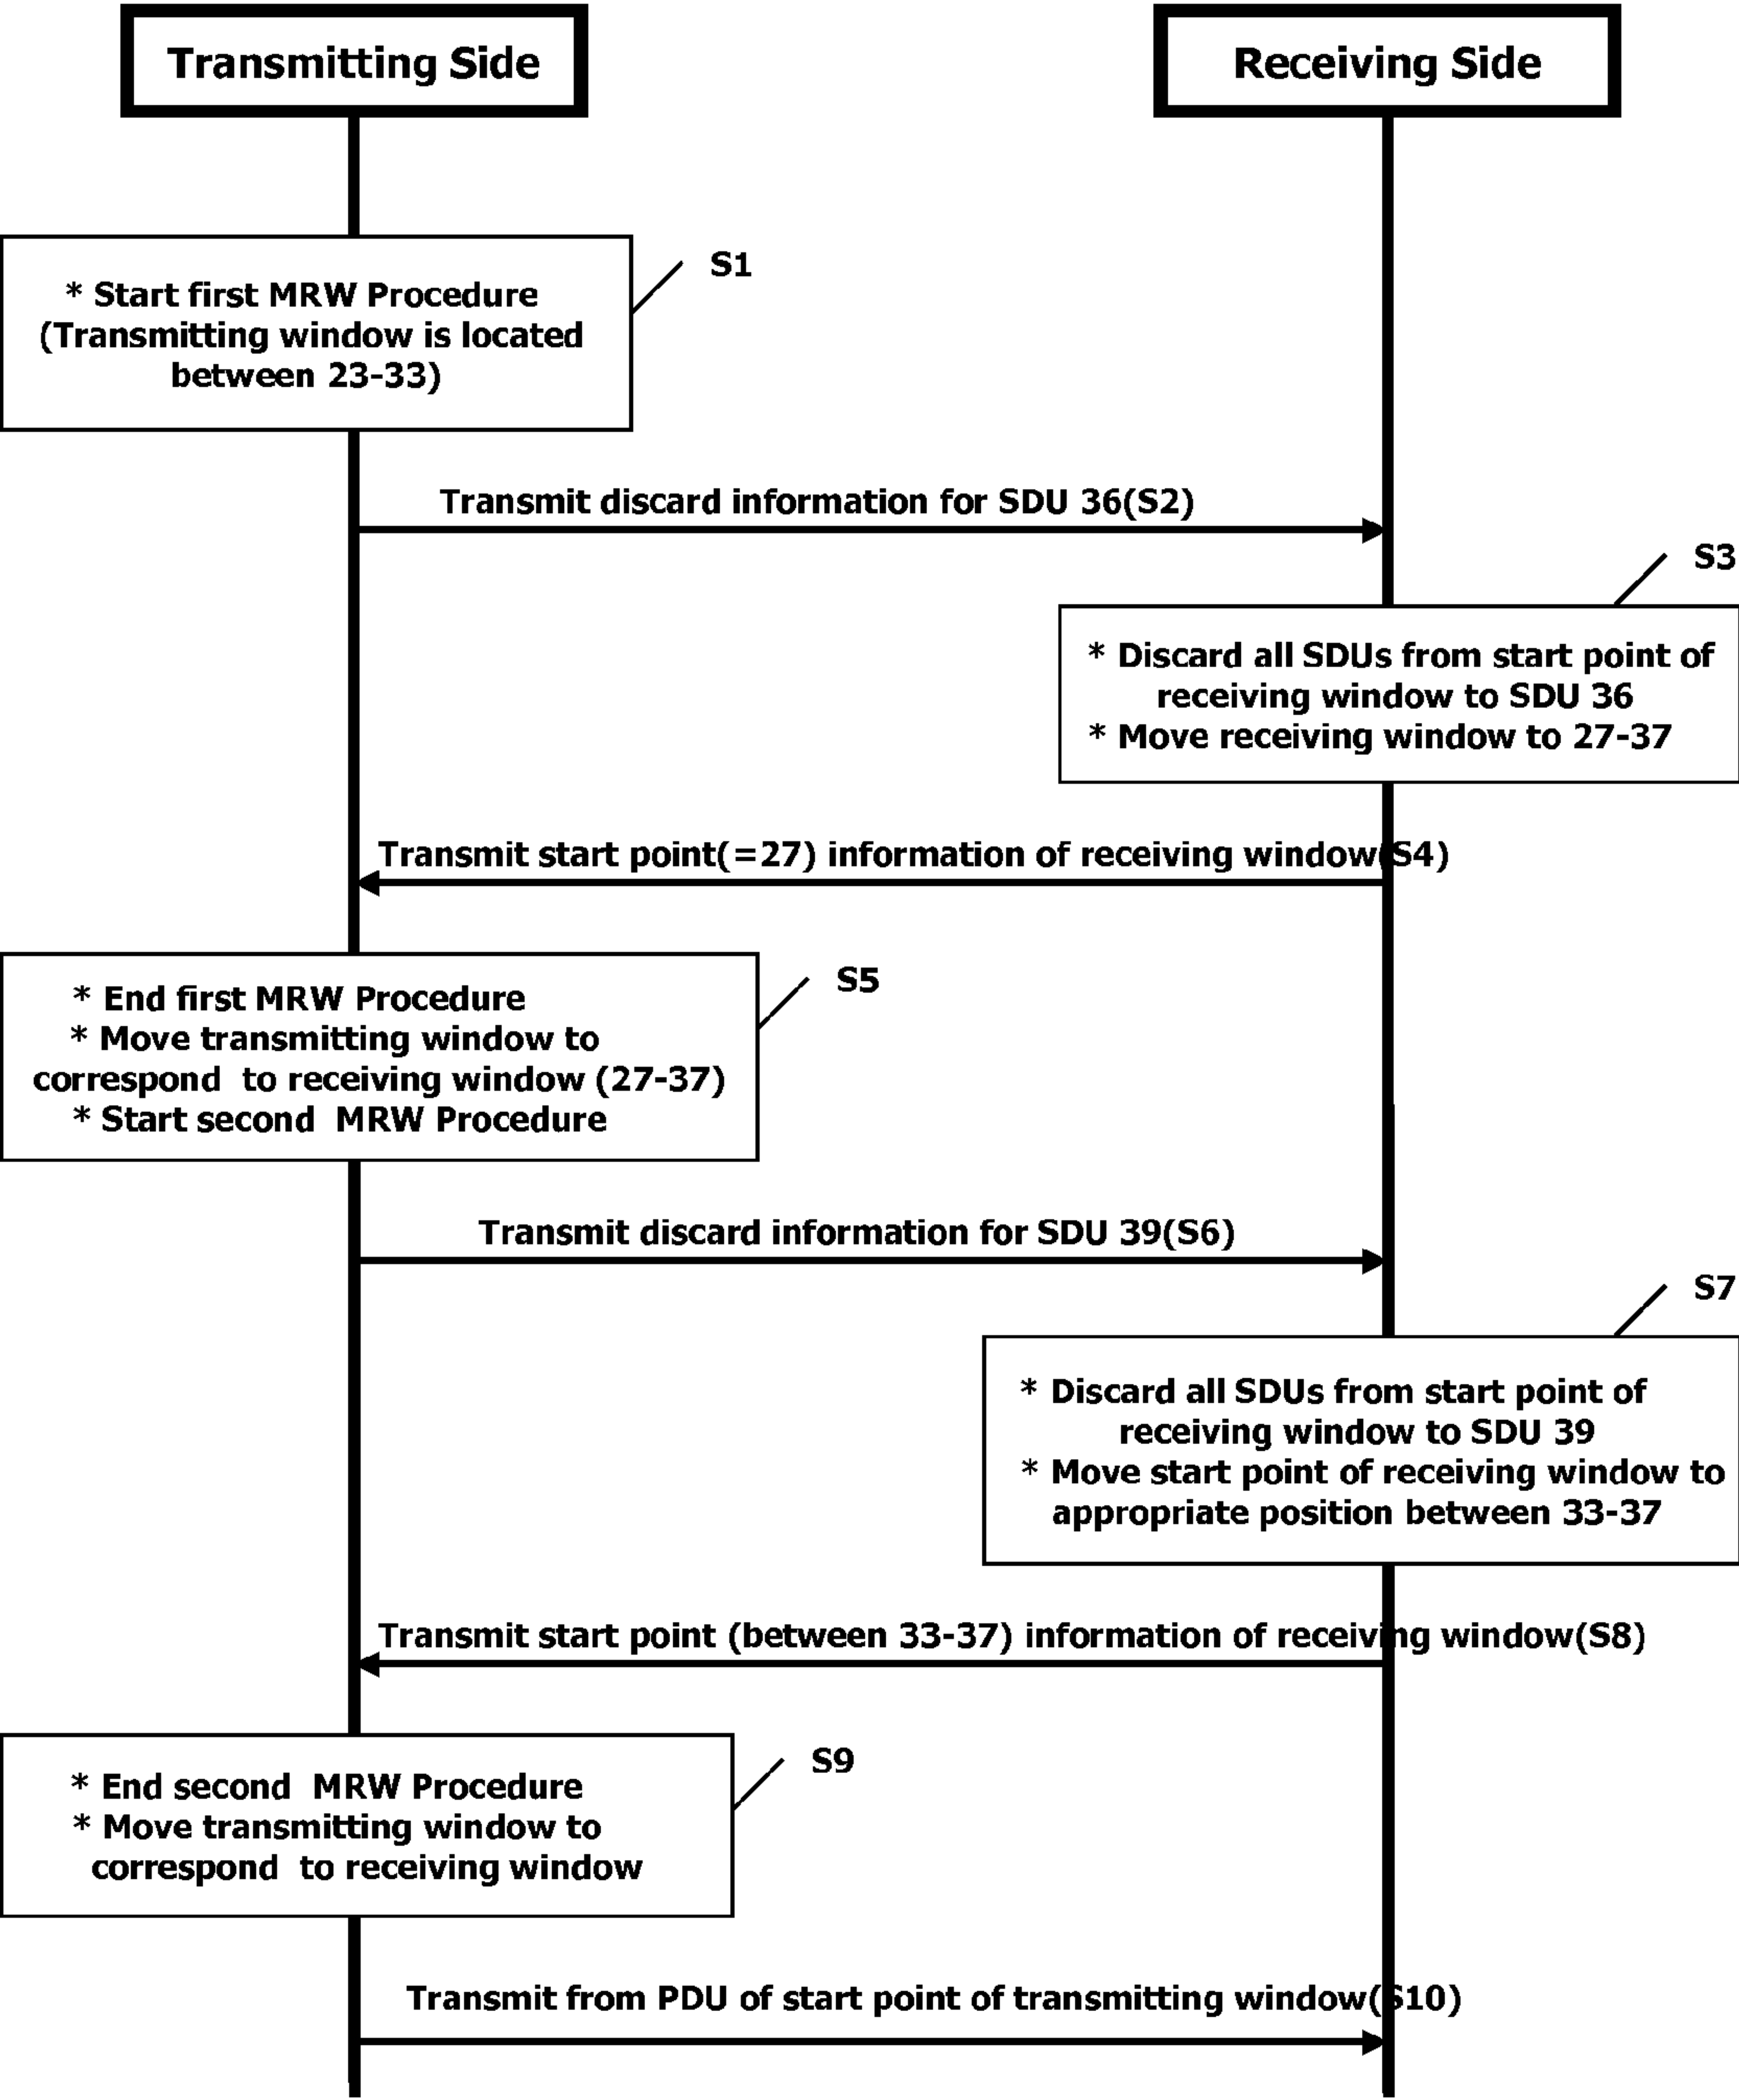 Transmitting Side
Receiving Side
* Start first MRW Procedure
(Transmitting window is located
between 23-33)
S1
Transmit discard information for SDU 36(S2)
S3
* Discard all SDUs from start point of
receiving window to SDU 36
* Move receiving window to 27-37
Transmit start point(=27) information of receiving window(S4)
* End first MRW Procedure
* Move transmitting window to
correspond to receiving window (27-37)
* Start second MRW Procedure
S5
Transmit discard information for SDU 39(S6)
S7
* Discard all SDUs from start point of
receiving window to SDU 39
* Move start point of receiving window to
appropriate position between 33-37
Transmit start point (between 33-37) information of receiving window(S8)
* End second MRW Procedure
* Move transmitting window to
correspond to receiving window
S9
Transmit from PDU of start point of transmitting window(S10)